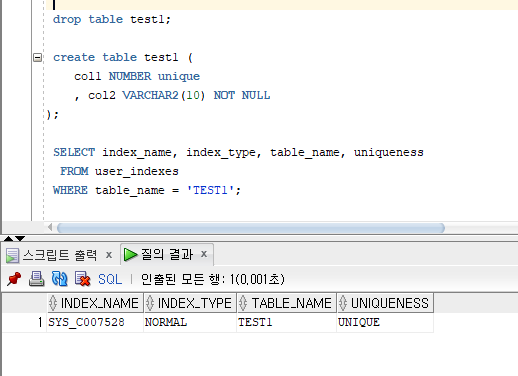 drop table test1;
create table test1 (
col1 NUMBER unique
, col2 VARCHAR2(10) NOT NULL
);
SELECT index_name, index_type, table_name, uniqueness
FROM user_indexes
WHERE table_name = 'TEST1';
스크립트 출력 x 질의 결과 x
SQL | 인출된 모든 행: 1(0,001초)
INDEX_NAME INDEX_TYPE TABLE_NAME UNIQUENESS
1 SYS_C007528 NORMAL TEST1 UNIQUE